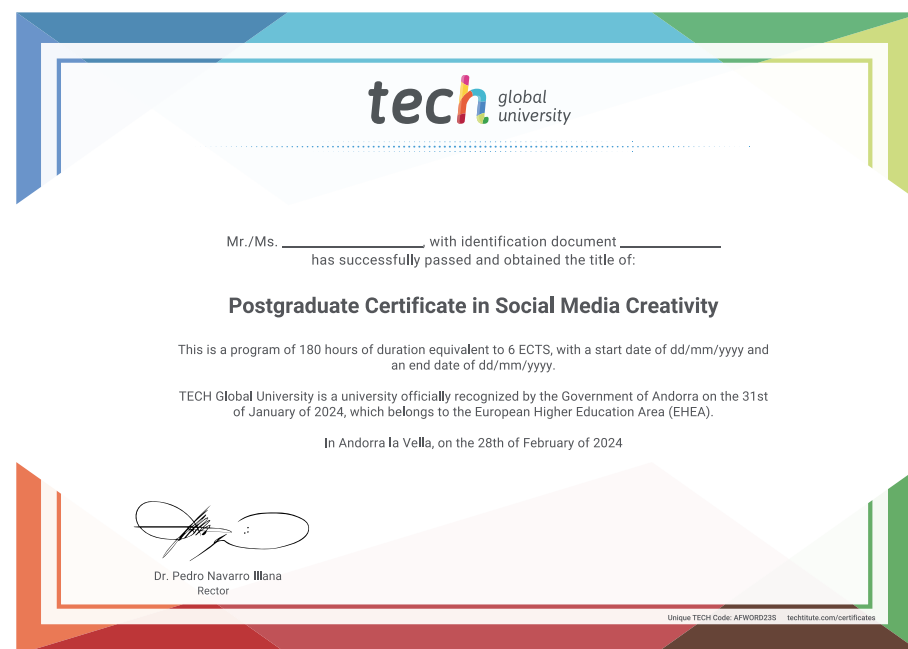 tech global university
Mr./Ms. ______________, with identification document __________
has successfully passed and obtained the title of:
Postgraduate Certificate in Social Media Creativity
This is a program of 180 hours of duration equivalent to 6 ECTS, with a start date of dd/mm/yyyy and
an end date of dd/mm/yyyy.
TECH Global University is a university officially recognized by the Government of Andorra on the 31st
of January of 2024, which belongs to the European Higher Education Area (EHEA).
In Andorra la Vella, on the 28th of February of 2024
Dr. Pedro Navarro Illana
Rector
Unique TECH Code: AFWORD23S techtitute.com/certificates